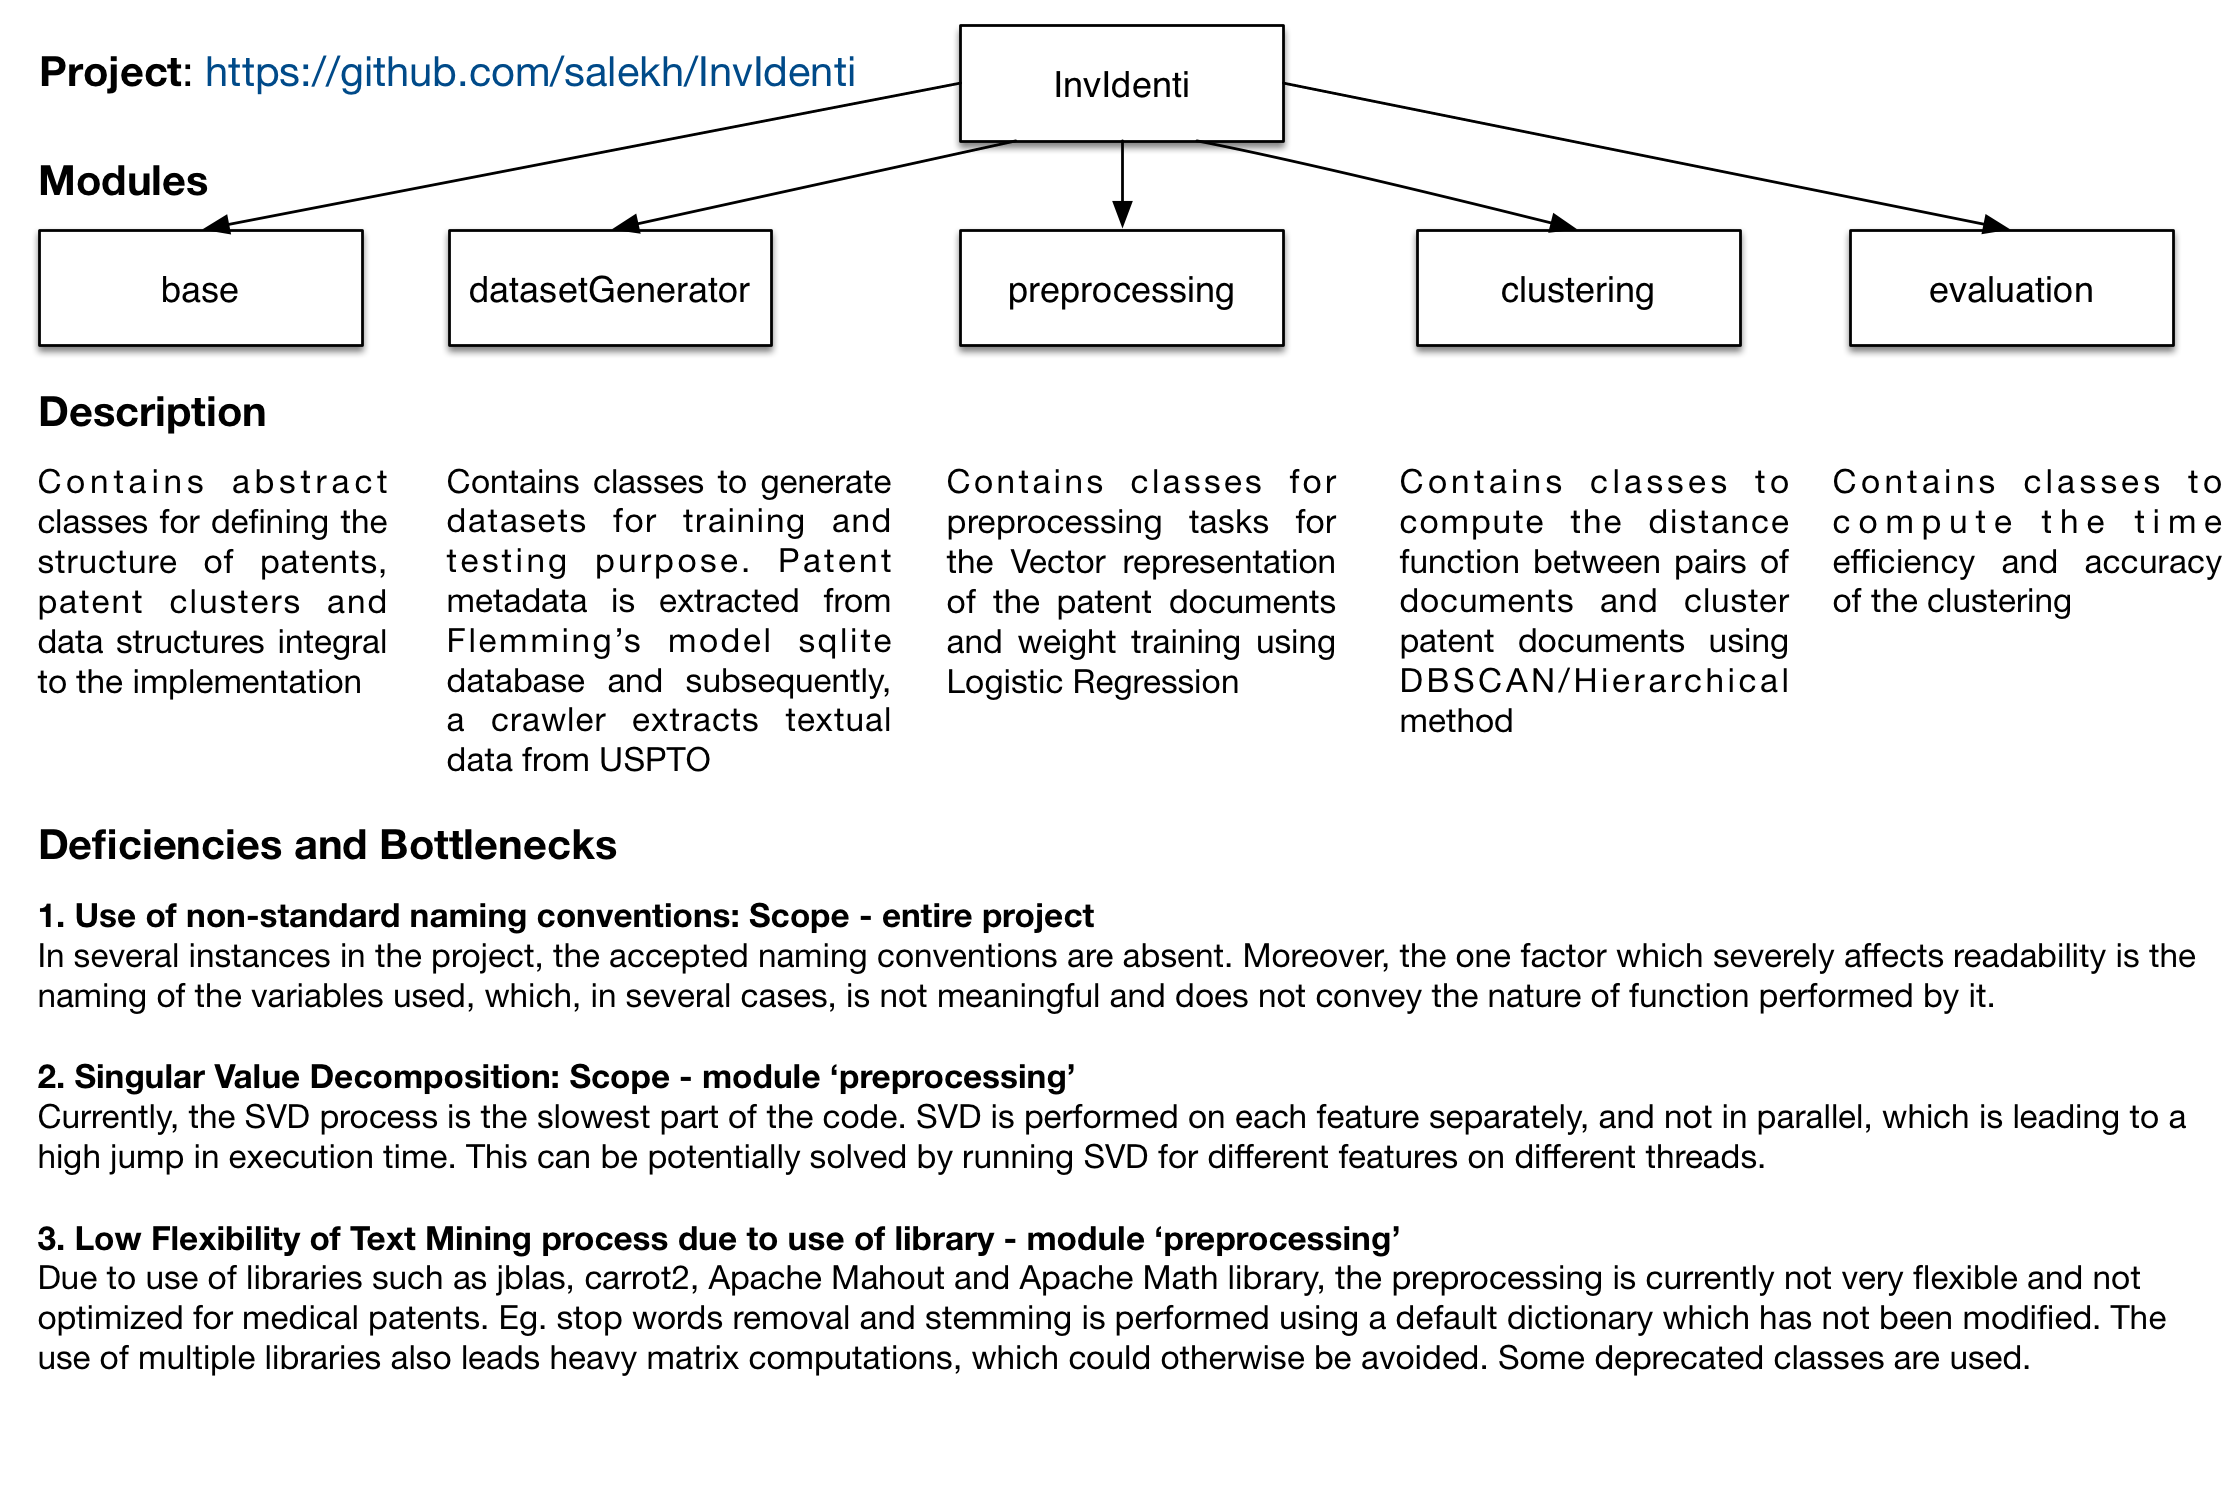 Project: https://github.com/salekh/InvIdenti
InvIdenti
Modules
base
datasetGenerator
preprocessing
clustering
evaluation
Description
Contains abstract
classes for defining the
structure of patents,
patent clusters and
data structures integral
to the implementation
Contains classes to generate
datasets for training and
testing purpose. Patent
metadata is extracted from
Flemming’s model sqlite
database and subsequently,
a crawler extracts textual
data from USPTO
Contains classes for
preprocessing tasks for
the Vector representation
of the patent documents
and weight training using
Logistic Regression
Contains classes to
compute the distance
function between pairs of
documents and cluster
patent documents using
DBSCAN/Hierarchical
method
Contains classes to
compute the time
efficiency and accuracy
of the clustering
Deficiencies and Bottlenecks
1. Use of non-standard naming conventions: Scope - entire project
In several instances in the project, the accepted naming conventions are absent. Moreover, the one factor which severely affects readability is the
naming of the variables used, which, in several cases, is not meaningful and does not convey the nature of function performed by it.
2. Singular Value Decomposition: Scope - module ‘preprocessing’
Currently, the SVD process is the slowest part of the code. SVD is performed on each feature separately, and not in parallel, which is leading to a
high jump in execution time. This can be potentially solved by running SVD for different features on different threads.
3. Low Flexibility of Text Mining process due to use of library - module ‘preprocessing’
Due to use of libraries such as jblas, carrot2, Apache Mahout and Apache Math library, the preprocessing is currently not very flexible and not
optimized for medical patents. Eg. stop words removal and stemming is performed using a default dictionary which has not been modified. The
use of multiple libraries also leads heavy matrix computations, which could otherwise be avoided. Some deprecated classes are used.